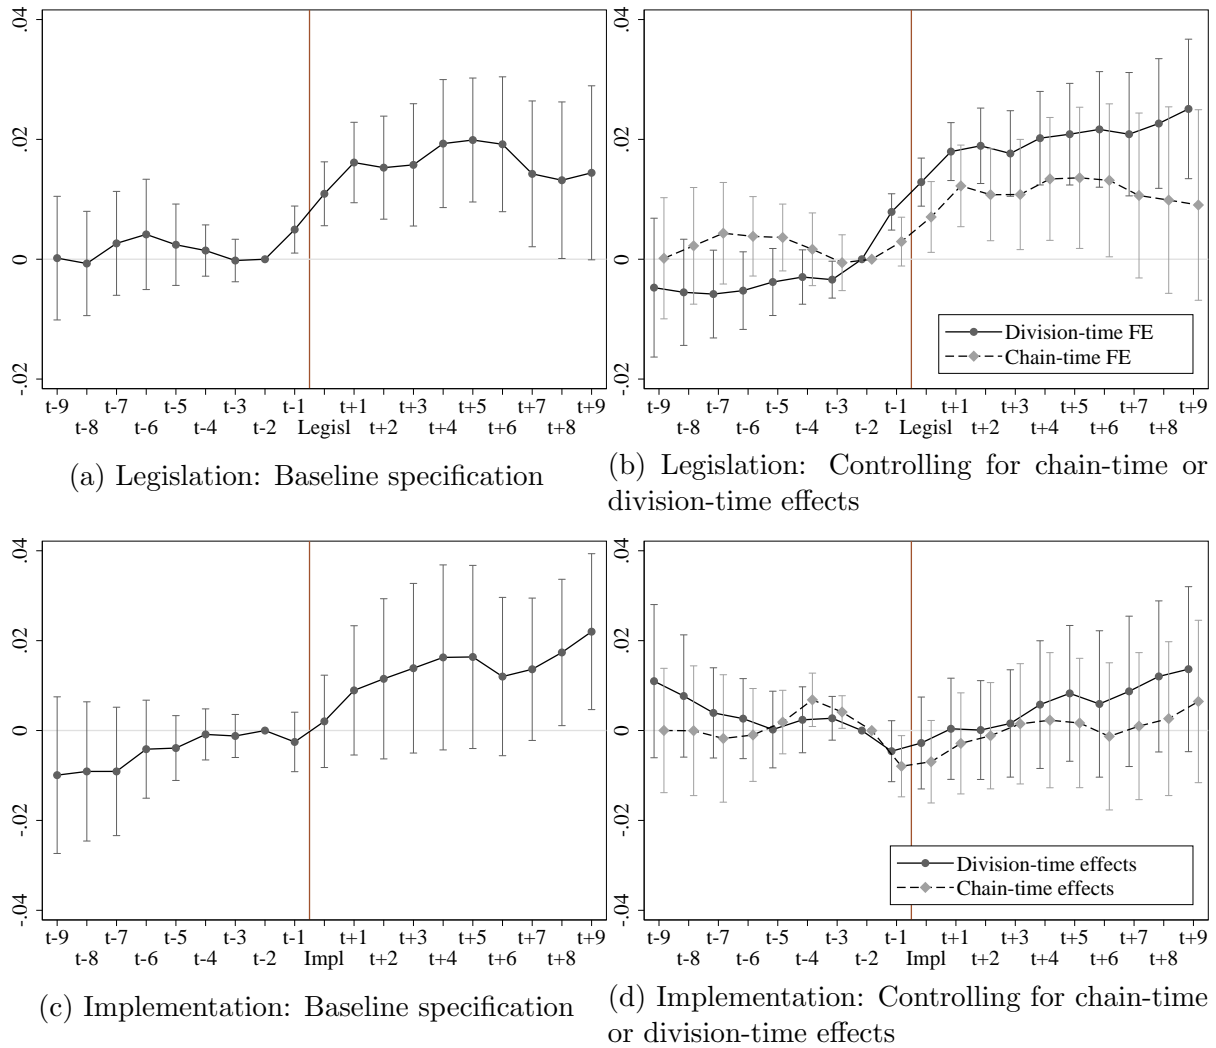 .04
.02
0
-.02
t-9 t-7 t-5 t-3 t-1 t+1 t+3 t+5 t+7 t+9
t-8 t-6 t-4 t-2 Legisl t+2 t+4 t+6 t+8
(a) Legislation: Baseline specification
.04
.02
0
-.02
Division-time FE
Chain-time FE
t-9 t-7 t-5 t-3 t-1 t+1 t+3 t+5 t+7 t+9
t-8 t-6 t-4 t-2 Legisl t+2 t+4 t+6 t+8
(b) Legislation: Controlling for chain-time or
division-time effects
.04
.02
0
-.02
-.04
t-9 t-7 t-5 t-3 t-1 t+1 t+3 t+5 t+7 t+9
t-8 t-6 t-4 t-2 Impl t+2 t+4 t+6 t+8
(c) Implementation: Baseline specification
.04
.02
0
-.02
-.04
Division-time effects
Chain-time effects
t-9 t-7 t-5 t-3 t-1 t+1 t+3 t+5 t+7 t+9
t-8 t-6 t-4 t-2 Impl t+2 t+4 t+6 t+8
(d) Implementation: Controlling for chain-time
or division-time effects